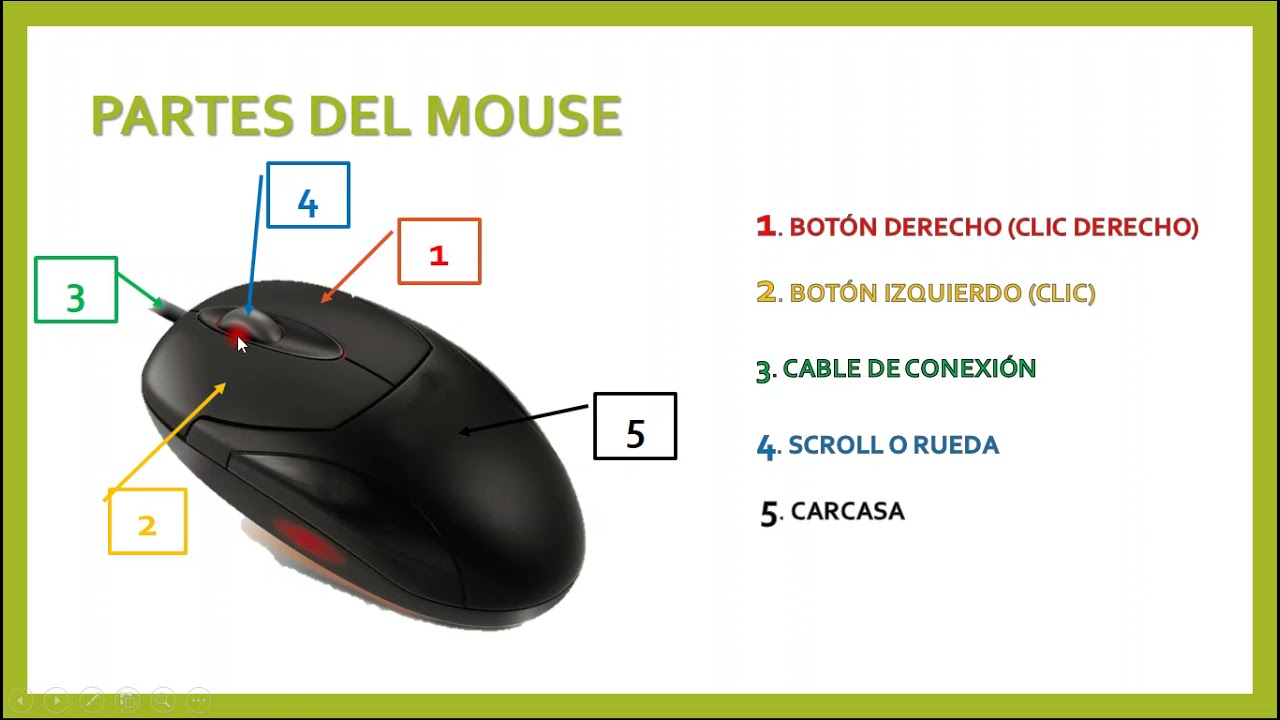 PARTES DEL MOUSE
4
1
3
5
2
1. BOTÓN DERECHO (CLIC DERECHO)
2. BOTÓN IZQUIERDO (CLIC)
3. CABLE DE CONEXIÓN
4. SCROLL O RUEDA
5. CARCASA